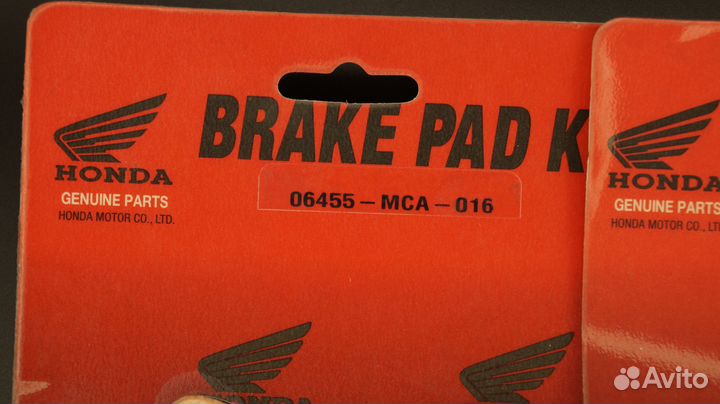 BRAKE PAD K
HONDA
GENUINE PARTS
HONDA MOTOR CO., LTD.
06455-MCA-016
HONDA
GENUINE PARTS
HONDA MOTOR CO., LT
Avito